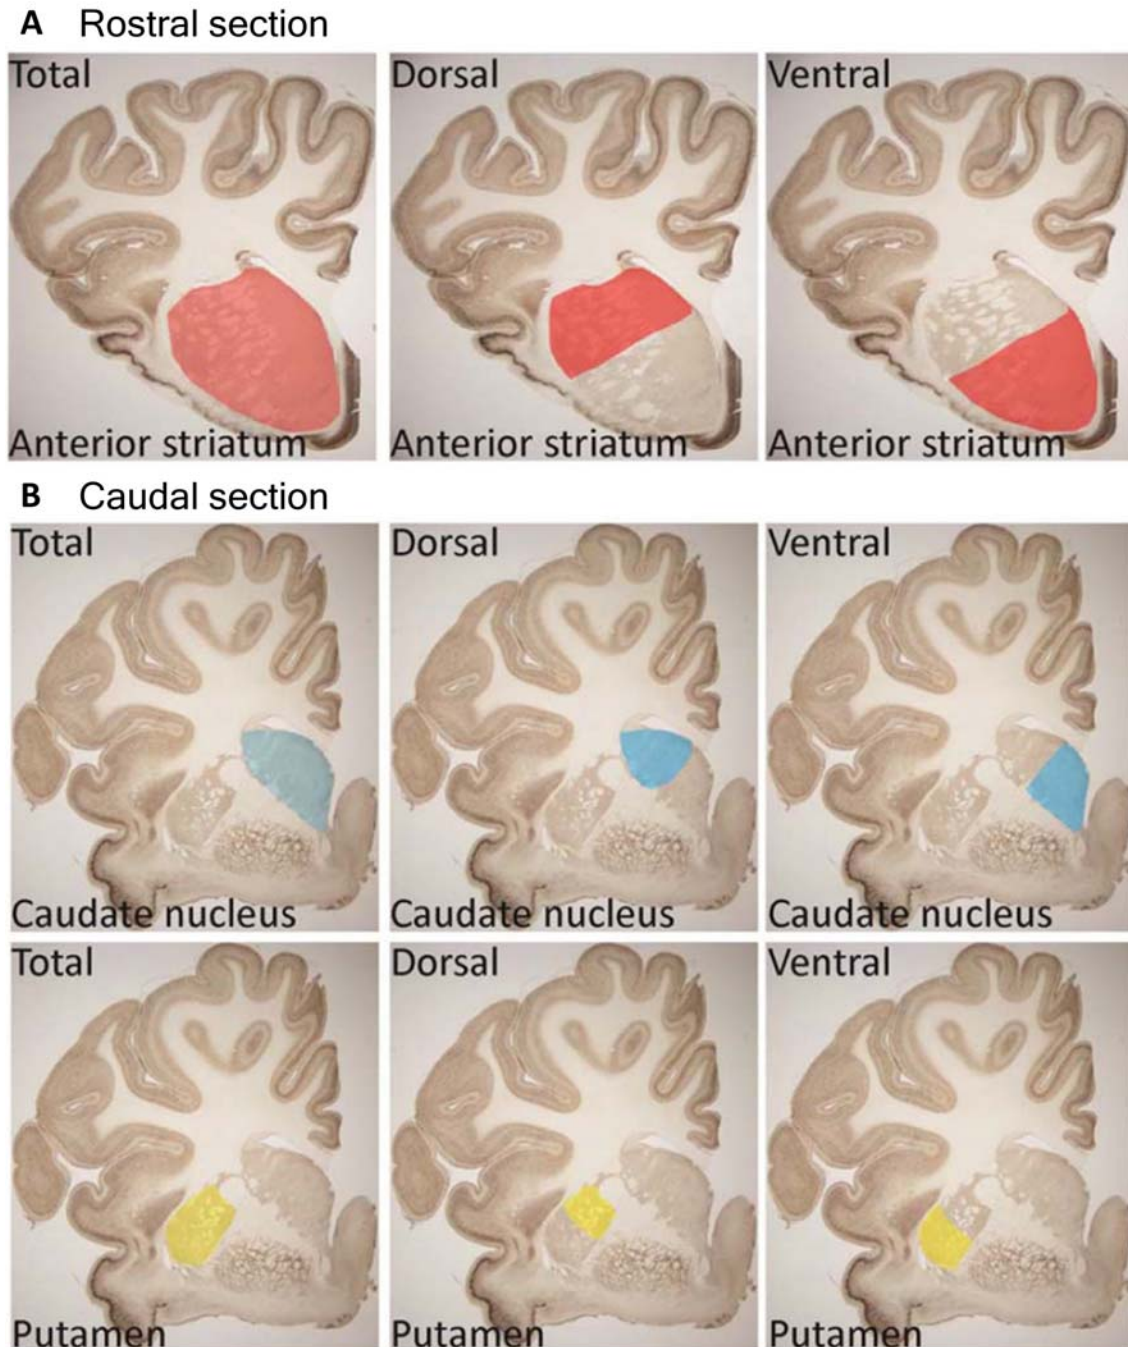 A Rostral section
Total Dorsal Ventral
Anterior striatum Anterior striatum Anterior striatum
B Caudal section
Total Dorsal Ventral
Caudate nucleus Caudate nucleus Caudate nucleus
Total Dorsal Ventral
Putamen Putamen Putamen